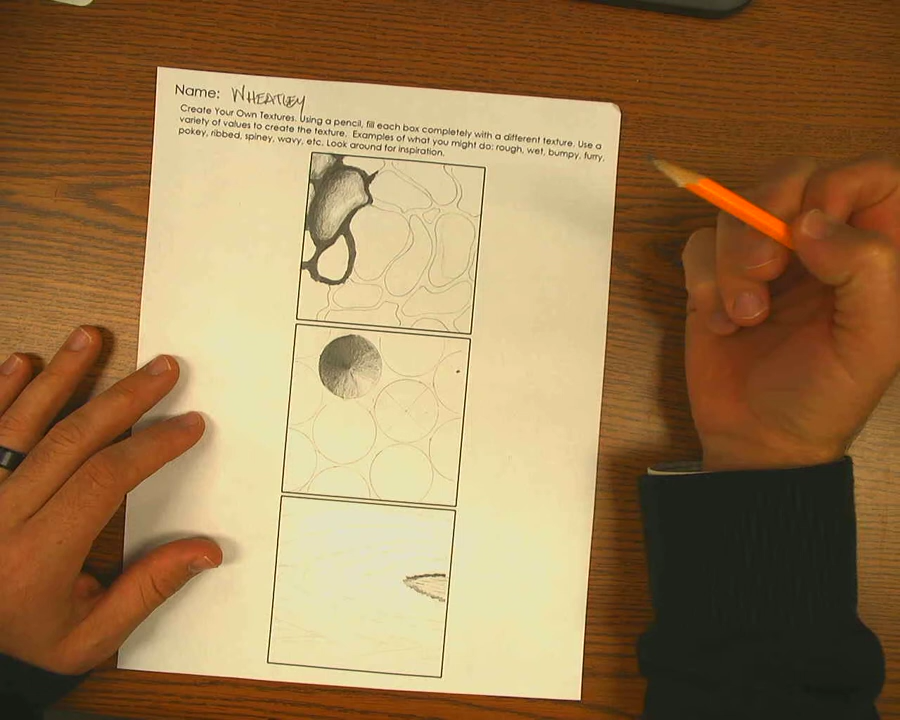 Name: WHEATLEY
Create Your Own Textures. Using a pencil, fill each box completely with a different texture. Use a
variety of values to create the texture. Examples of what you might do: rough, wet, bumpy, furry,
pokey, ribbed, spiney, wavy, etc. Look around for inspiration.